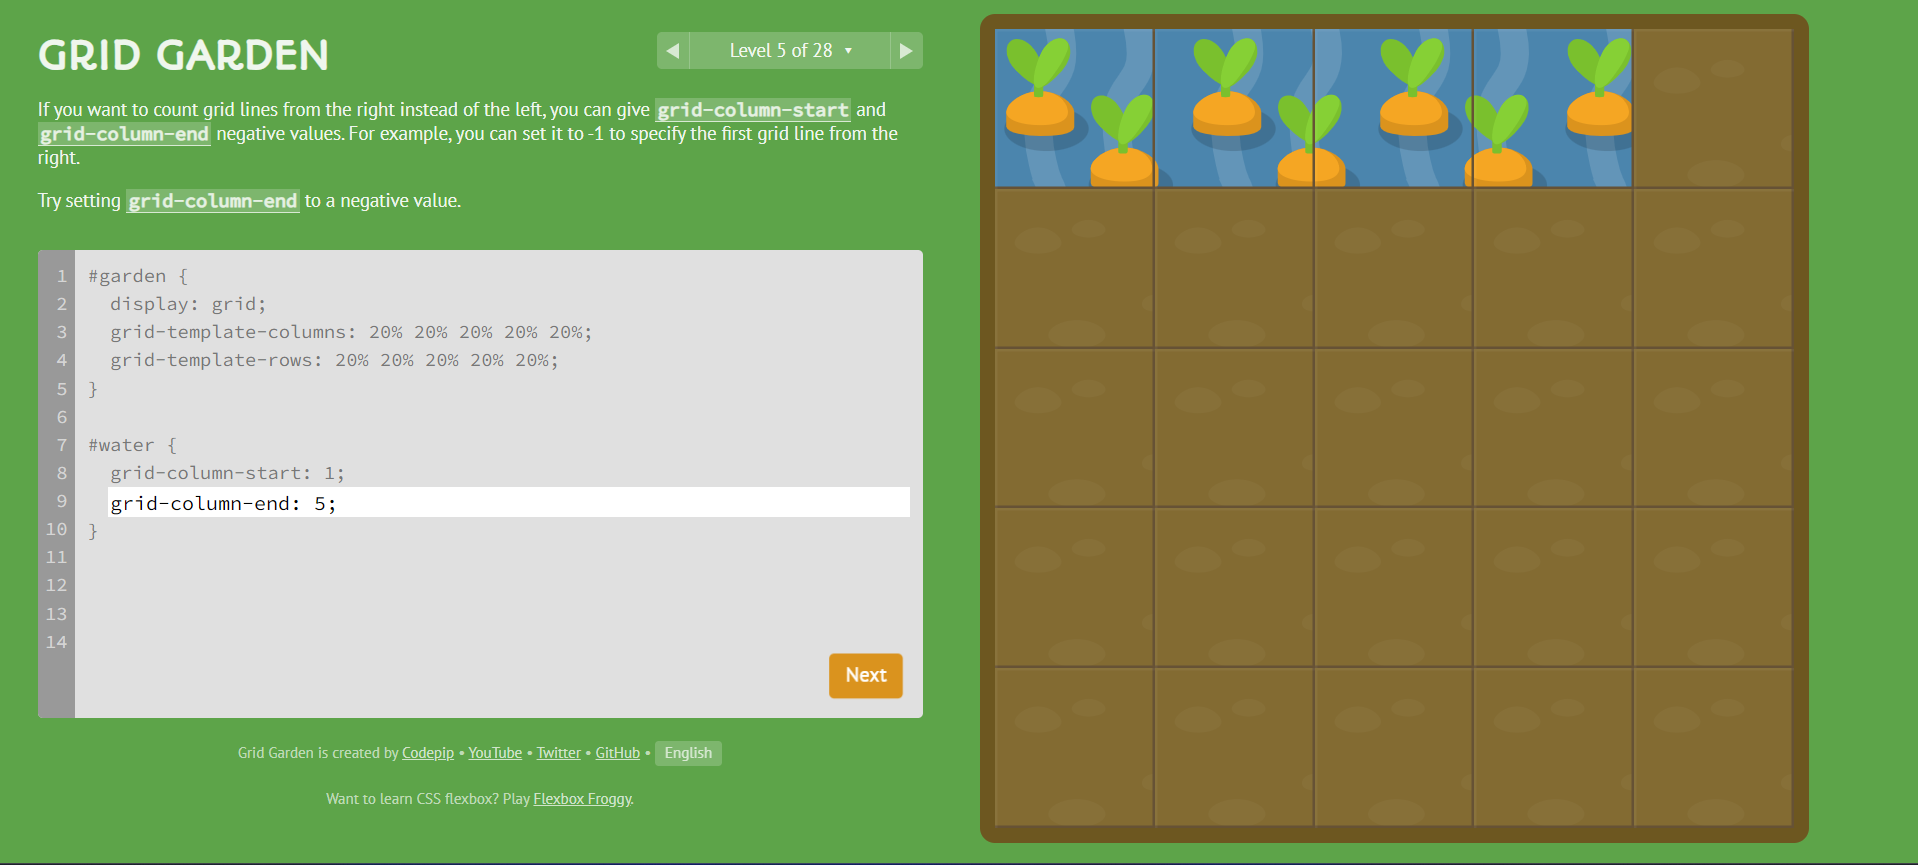 GRID GARDEN
◀ Level 5 of 28 ▾ ▶
If you want to count grid lines from the right instead of the left, you can give grid-column-start and
grid-column-end negative values. For example, you can set it to -1 to specify the first grid line from the
right.
Try setting grid-column-end to a negative value.
1 #garden {
2   display: grid;
3   grid-template-columns: 20% 20% 20% 20% 20%;
4   grid-template-rows: 20% 20% 20% 20% 20%;
5 }
6
7 #water {
8   grid-column-start: 1;
9   grid-column-end: 5;
10 }
11
12
13
14
Next
Grid Garden is created by Codepip • YouTube • Twitter • GitHub • English
Want to learn CSS flexbox? Play Flexbox Froggy.